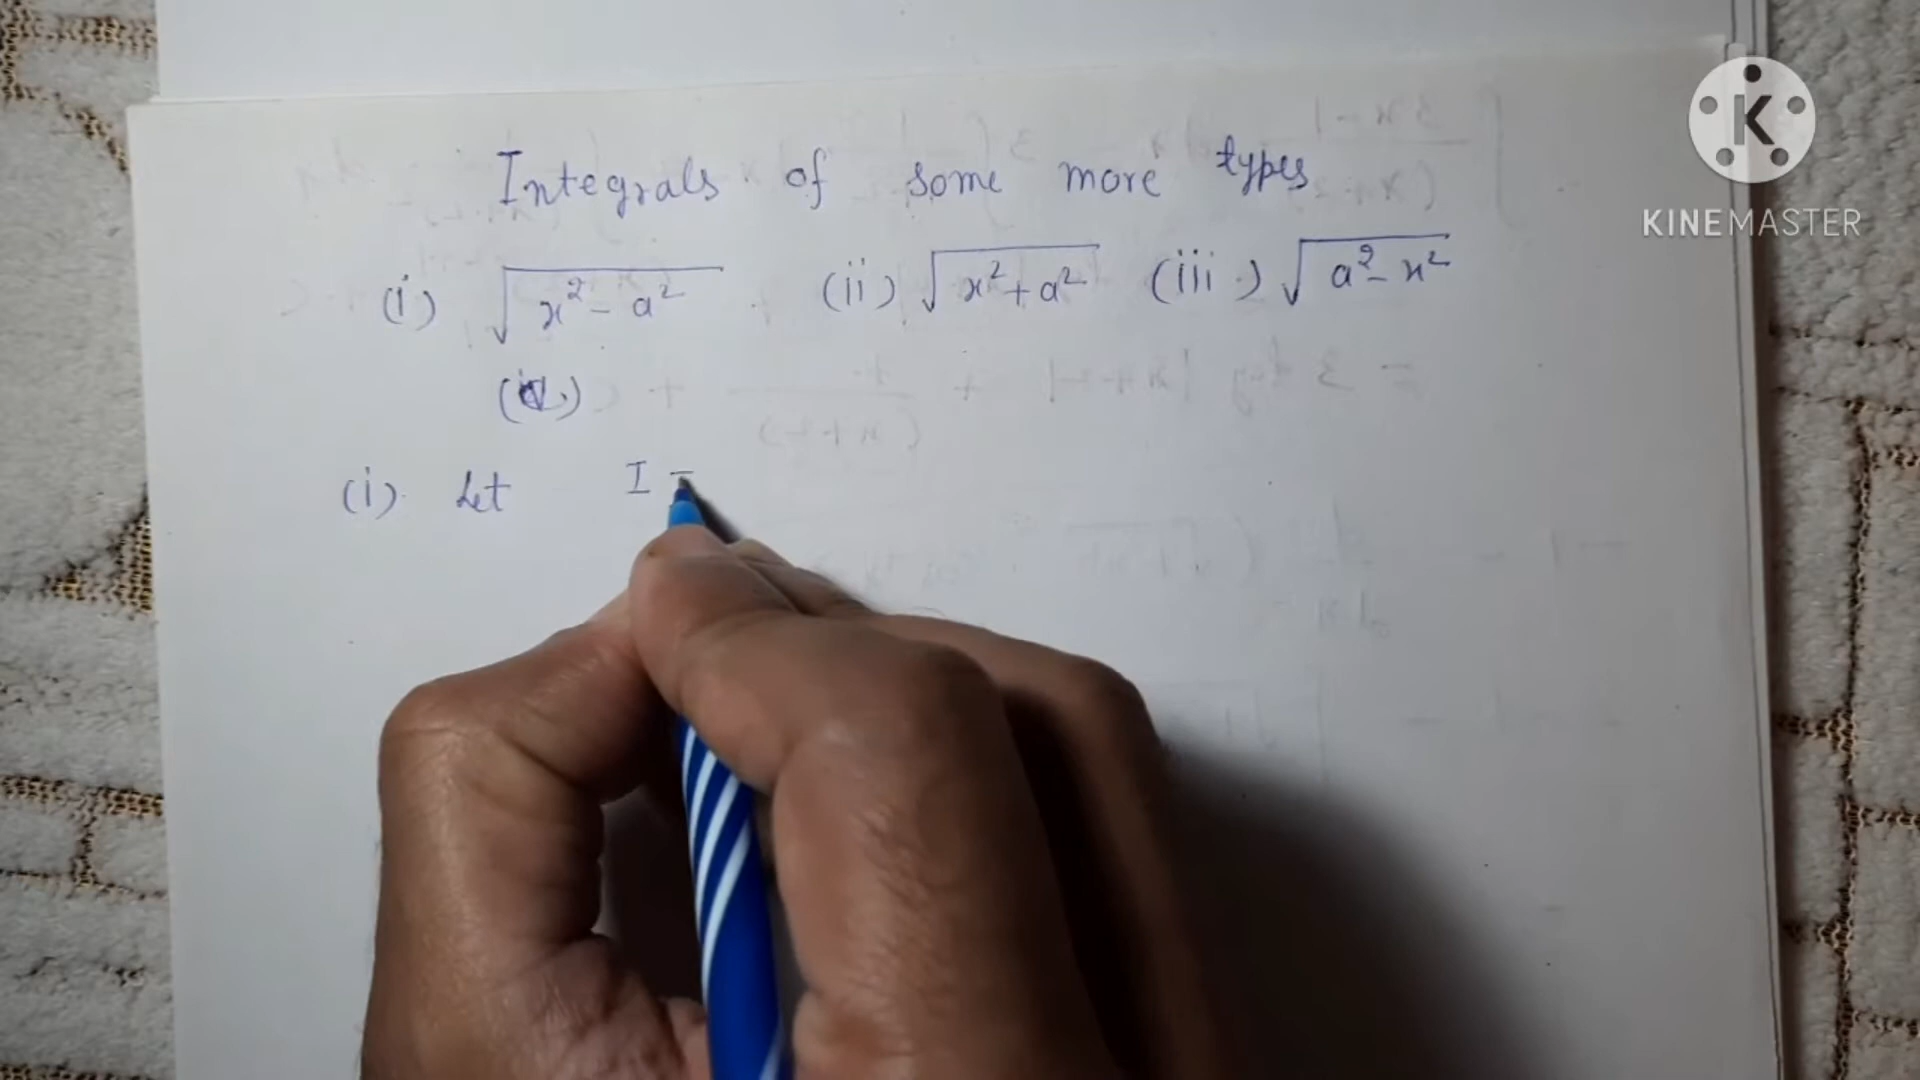 Integrals of some more types
(i) √(x² - a²) (ii) √(x² + a²) (iii) √(a² - x²)
(i) Let I =
K
KINEMASTER